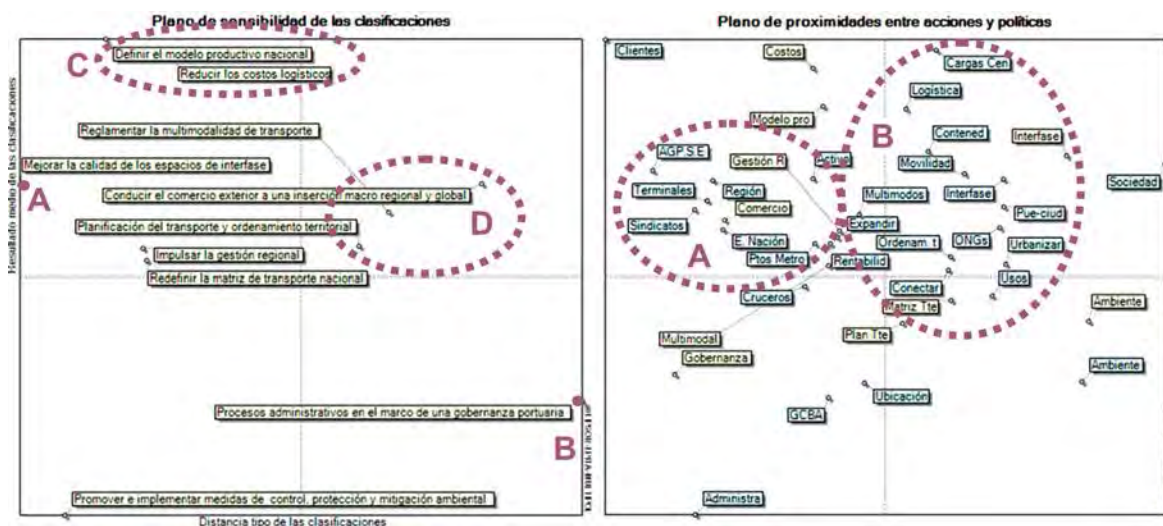 Plano de sensibilidad de las clasificaciones
C
Definir el modelo productivo nacional
Reducir los costos logísticos
Reglamentar la multimodalidad de transporte
Mejorar la calidad de los espacios de interfase
A
Conducir el comercio exterior a una inserción macro regional y global
D
Planificación del transporte y ordenamiento territorial
Impulsar la gestión regional
Redefinir la matriz de transporte nacional
Procesos administrativos en el marco de una gobernanza portuaria
B
Promover e implementar medidas de control, protección y mitigación ambiental
Resultado medio de las clasificaciones
Distancia tipo de las clasificaciones
Plano de proximidades entre acciones y políticas
Clientes
Costos
Cargas Cen
Logística
Modelo pro
B
Contened
Interfase
AGP S.E
Gestión R
Activo
Movilidad
Sociedad
Terminales
Región
Multimodos
Interfase
Comercio
Pue-ciud
Sindicatos
Expandir
E. Nación
Ordenam. t
ONGs
Urbanizar
A
Ptos Metro
Rentabilid
Conectar
Usos
Cruceros
Matriz Tte
Ambiente
Multimodal
Plan Tte
Gobernanza
Ambiente
Ubicación
GCBA
Administra